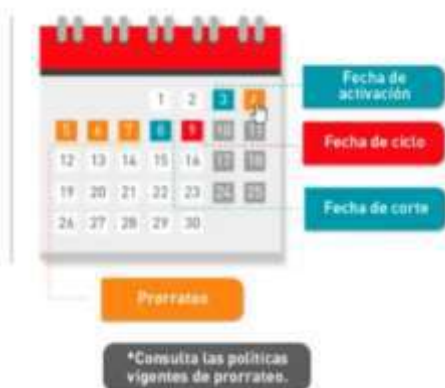 1 2 3 4
5 6 7 8 9 10 11
12 13 14 15 16 17 18
19 20 21 22 23 24 25
26 27 28 29 30
Fecha de
activación
Fecha de ciclo
Fecha de corte
Prorrateo
*Consulta las políticas
vigentes de prorrateo.